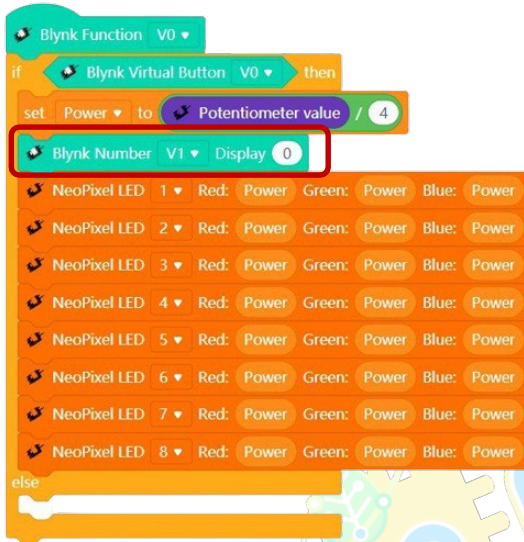 Blynk Function V0
if Blynk Virtual Button V0 then
set Power to Potentiometer value / 4
Blynk Number V1 Display 0
NeoPixel LED 1 Red: Power Green: Power Blue: Power
NeoPixel LED 2 Red: Power Green: Power Blue: Power
NeoPixel LED 3 Red: Power Green: Power Blue: Power
NeoPixel LED 4 Red: Power Green: Power Blue: Power
NeoPixel LED 5 Red: Power Green: Power Blue: Power
NeoPixel LED 6 Red: Power Green: Power Blue: Power
NeoPixel LED 7 Red: Power Green: Power Blue: Power
NeoPixel LED 8 Red: Power Green: Power Blue: Power
else